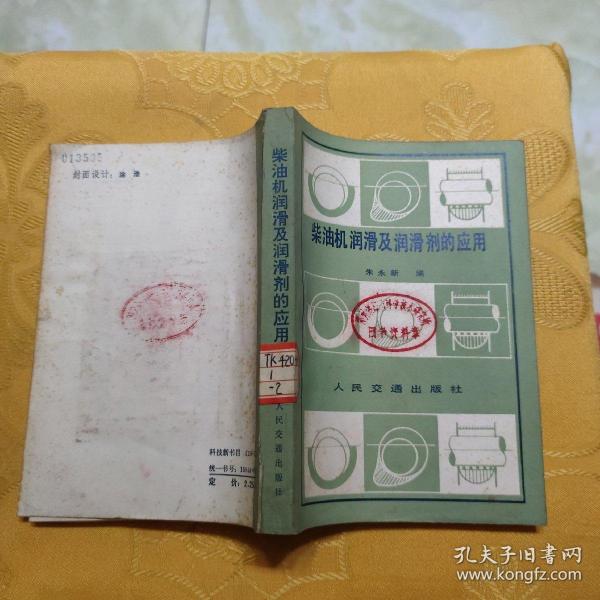 013535
封面设计：
科技新书目
统一书号：
定 价：2.25
柴油机润滑及润滑剂的应用
TK420
1
-2
人民交通出版社
柴油机润滑及润滑剂的应用
朱永新 编
图书资料章
人民交通出版社
孔夫子旧书网
www.kongfz.com